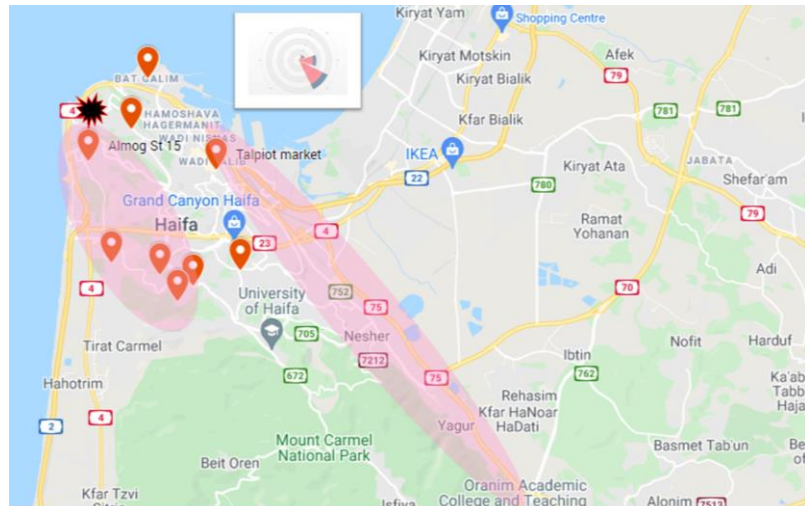 Kiryat Yam
Shopping Centre
Kiryat Motskin
Afek
79
BAT GALIM
Kiryat Bialik
4
HAMOSHAVA
HAGERMANIT
781
781
Kfar Bialik
WADI NISNAS
Almog St 15
Talpiot market
IKEA
JABATA
Kiryat Ata
22
Shefar'am
780
Grand Canyon Haifa
79
Haifa
Ramat
Yohanan
4
23
Adi
4
752
70
University
of Haifa
75
705
Nesher
Nofit
Harduf
Tirat Carmel
7212
Ibtin
672
75
762
Hahotrim
Rehasim
Kfar HaNoar
HaDati
4
2
Yagur
Mount Carmel
National Park
Basmet Tab'un
Beit Oren
Oranim Academic
College and Teaching
Kfar Tzvi
Isfiya
Alonim
7513